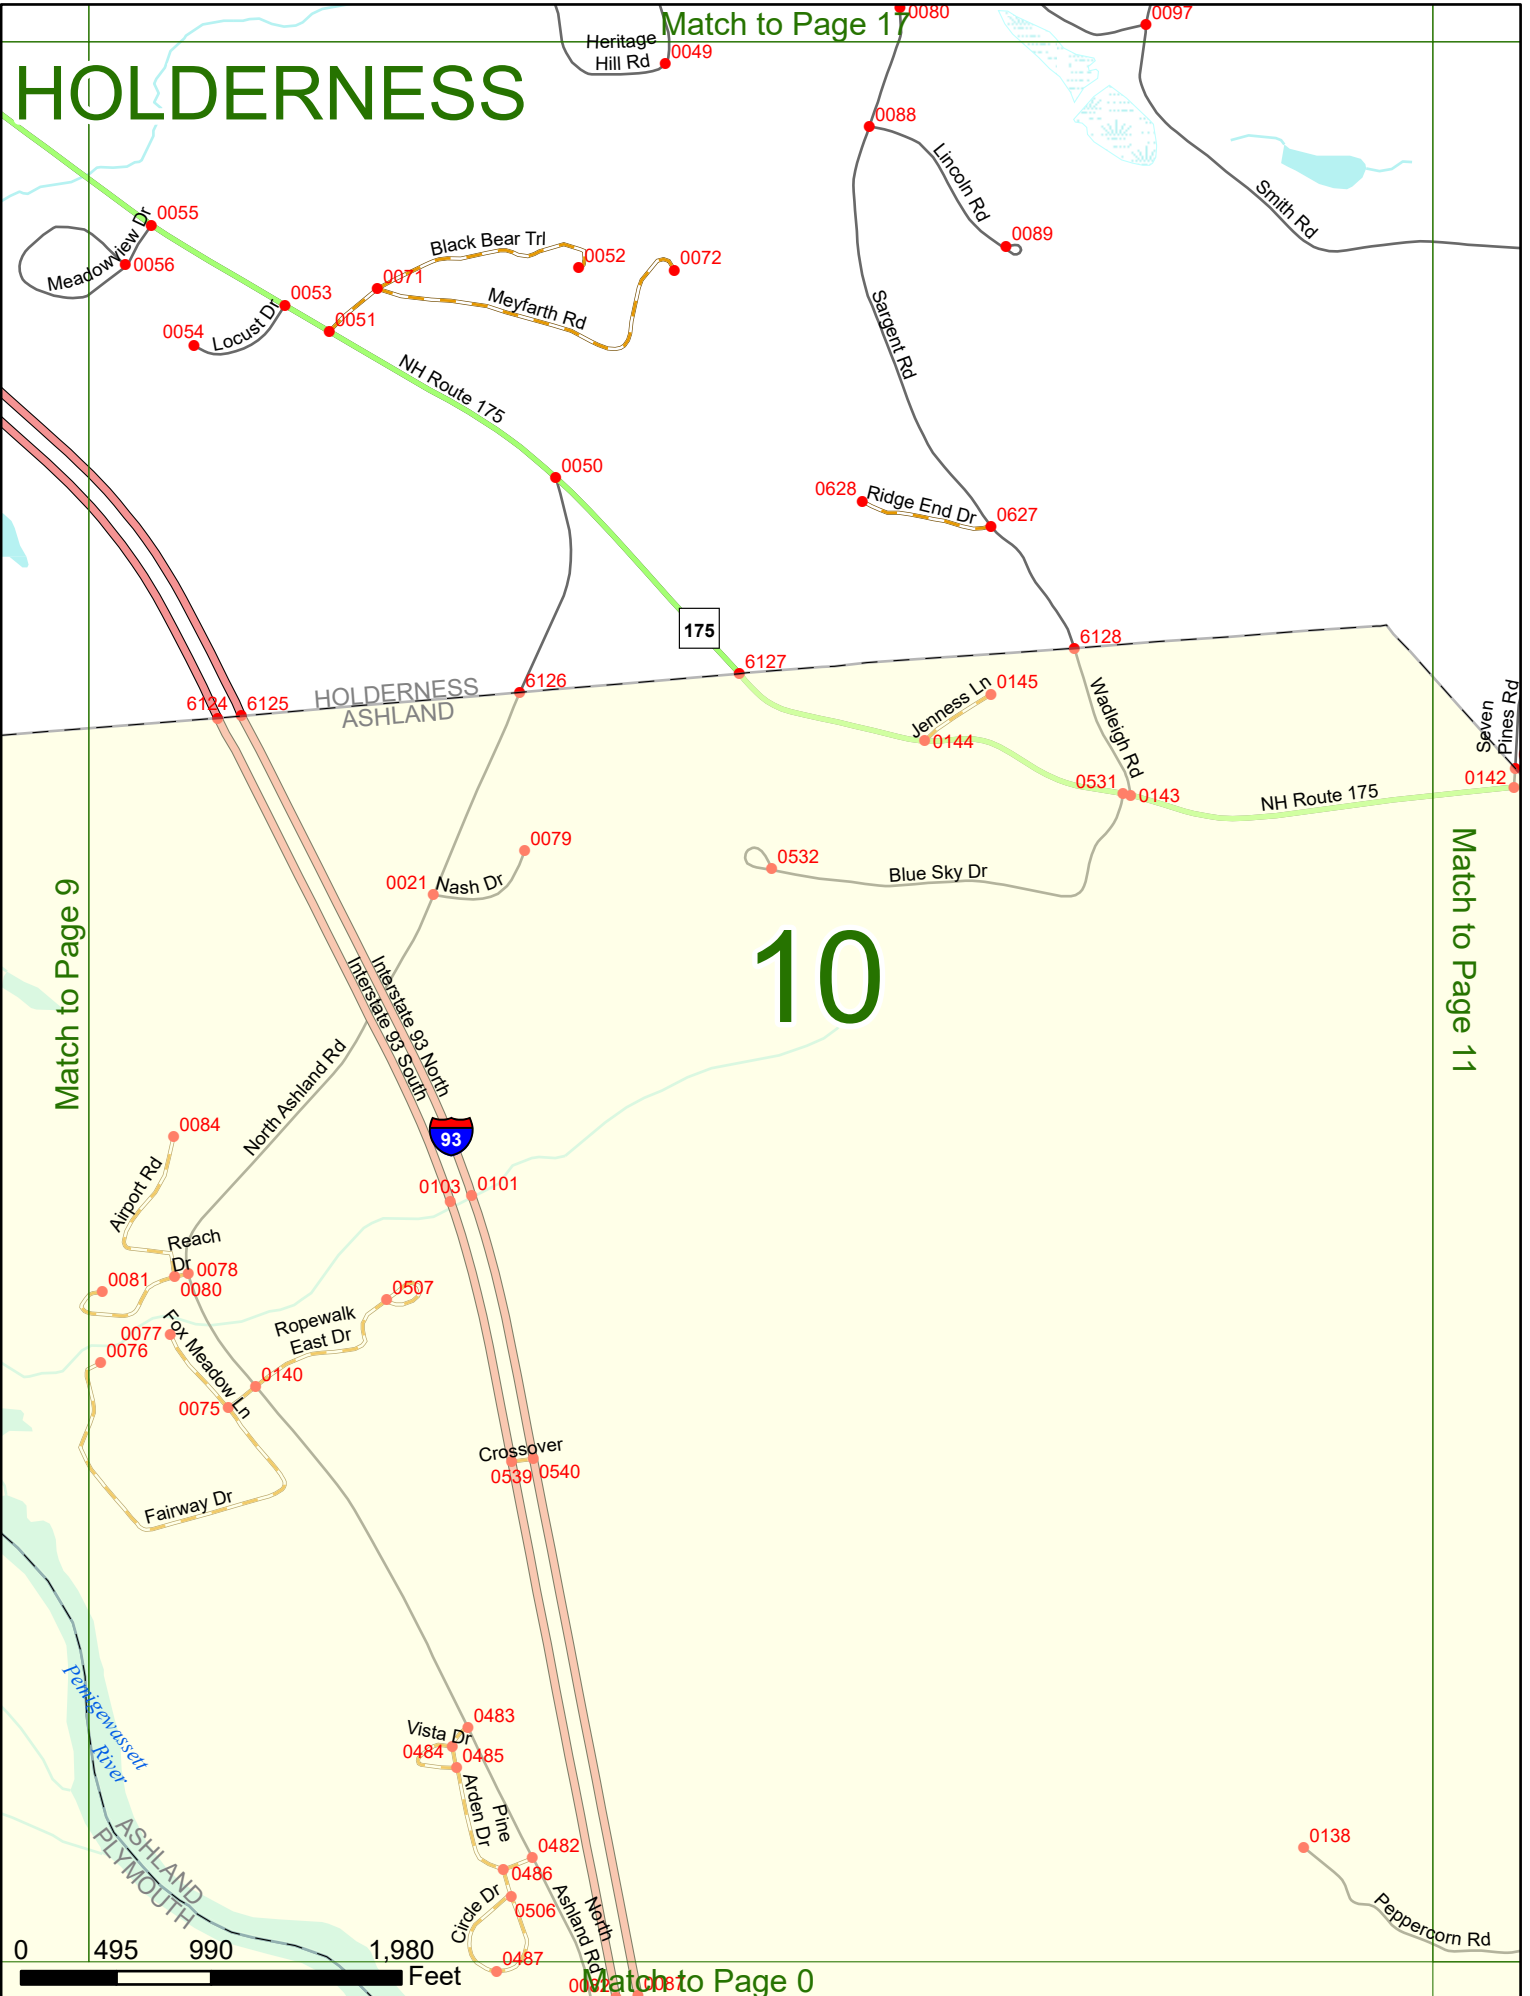 Match to Page 17
0080
0097
Heritage
Hill Rd
0049
HOLDERNESS
0088
Lincoln Rd
0089
Smith Rd
0055
Meadowview Dr
0056
Black Bear Trl
0052
0072
0071
Meyfarth Rd
0053
0051
0054
Locust Dr
Sargent Rd
NH Route 175
0050
0628
Ridge End Dr
0627
175
6127
6128
6126
6124
6125
HOLDERNESS
ASHLAND
Jenness Ln
0145
0144
Wadleigh Rd
Seven
Pines Rd
0531
0143
0142
NH Route 175
0079
0021
Nash Dr
0532
Blue Sky Dr
Match to Page 9
Match to Page 11
10
Interstate 93 North
Interstate 93 South
North Ashland Rd
93
0084
Airport Rd
0103
0101
Reach
Dr
0078
0081
0080
0507
Ropewalk
East Dr
0077
0076
Fox Meadow Ln
0140
0075
Crossover
0539
0540
Fairway Dr
Pemigewassett
River
0483
Vista Dr
0484
0485
Arden Dr
Pine
0482
0486
Circle Dr
0506
0487
North
Ashland Rd
0138
Peppercorn Rd
ASHLAND
PLYMOUTH
0 495 990 1,980
Feet
0082
0087
Match to Page 0